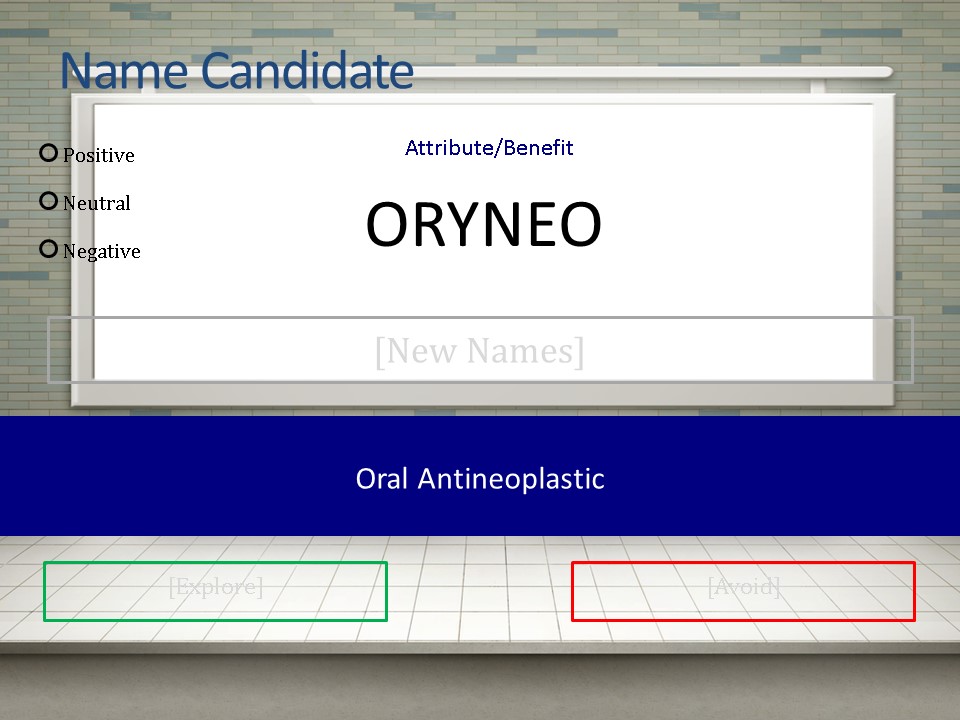 Name Candidate
Positive
Neutral
Negative
Attribute/Benefit
ORYNEO
[New Names]
Oral Antineoplastic
[Explore]
[Avoid]